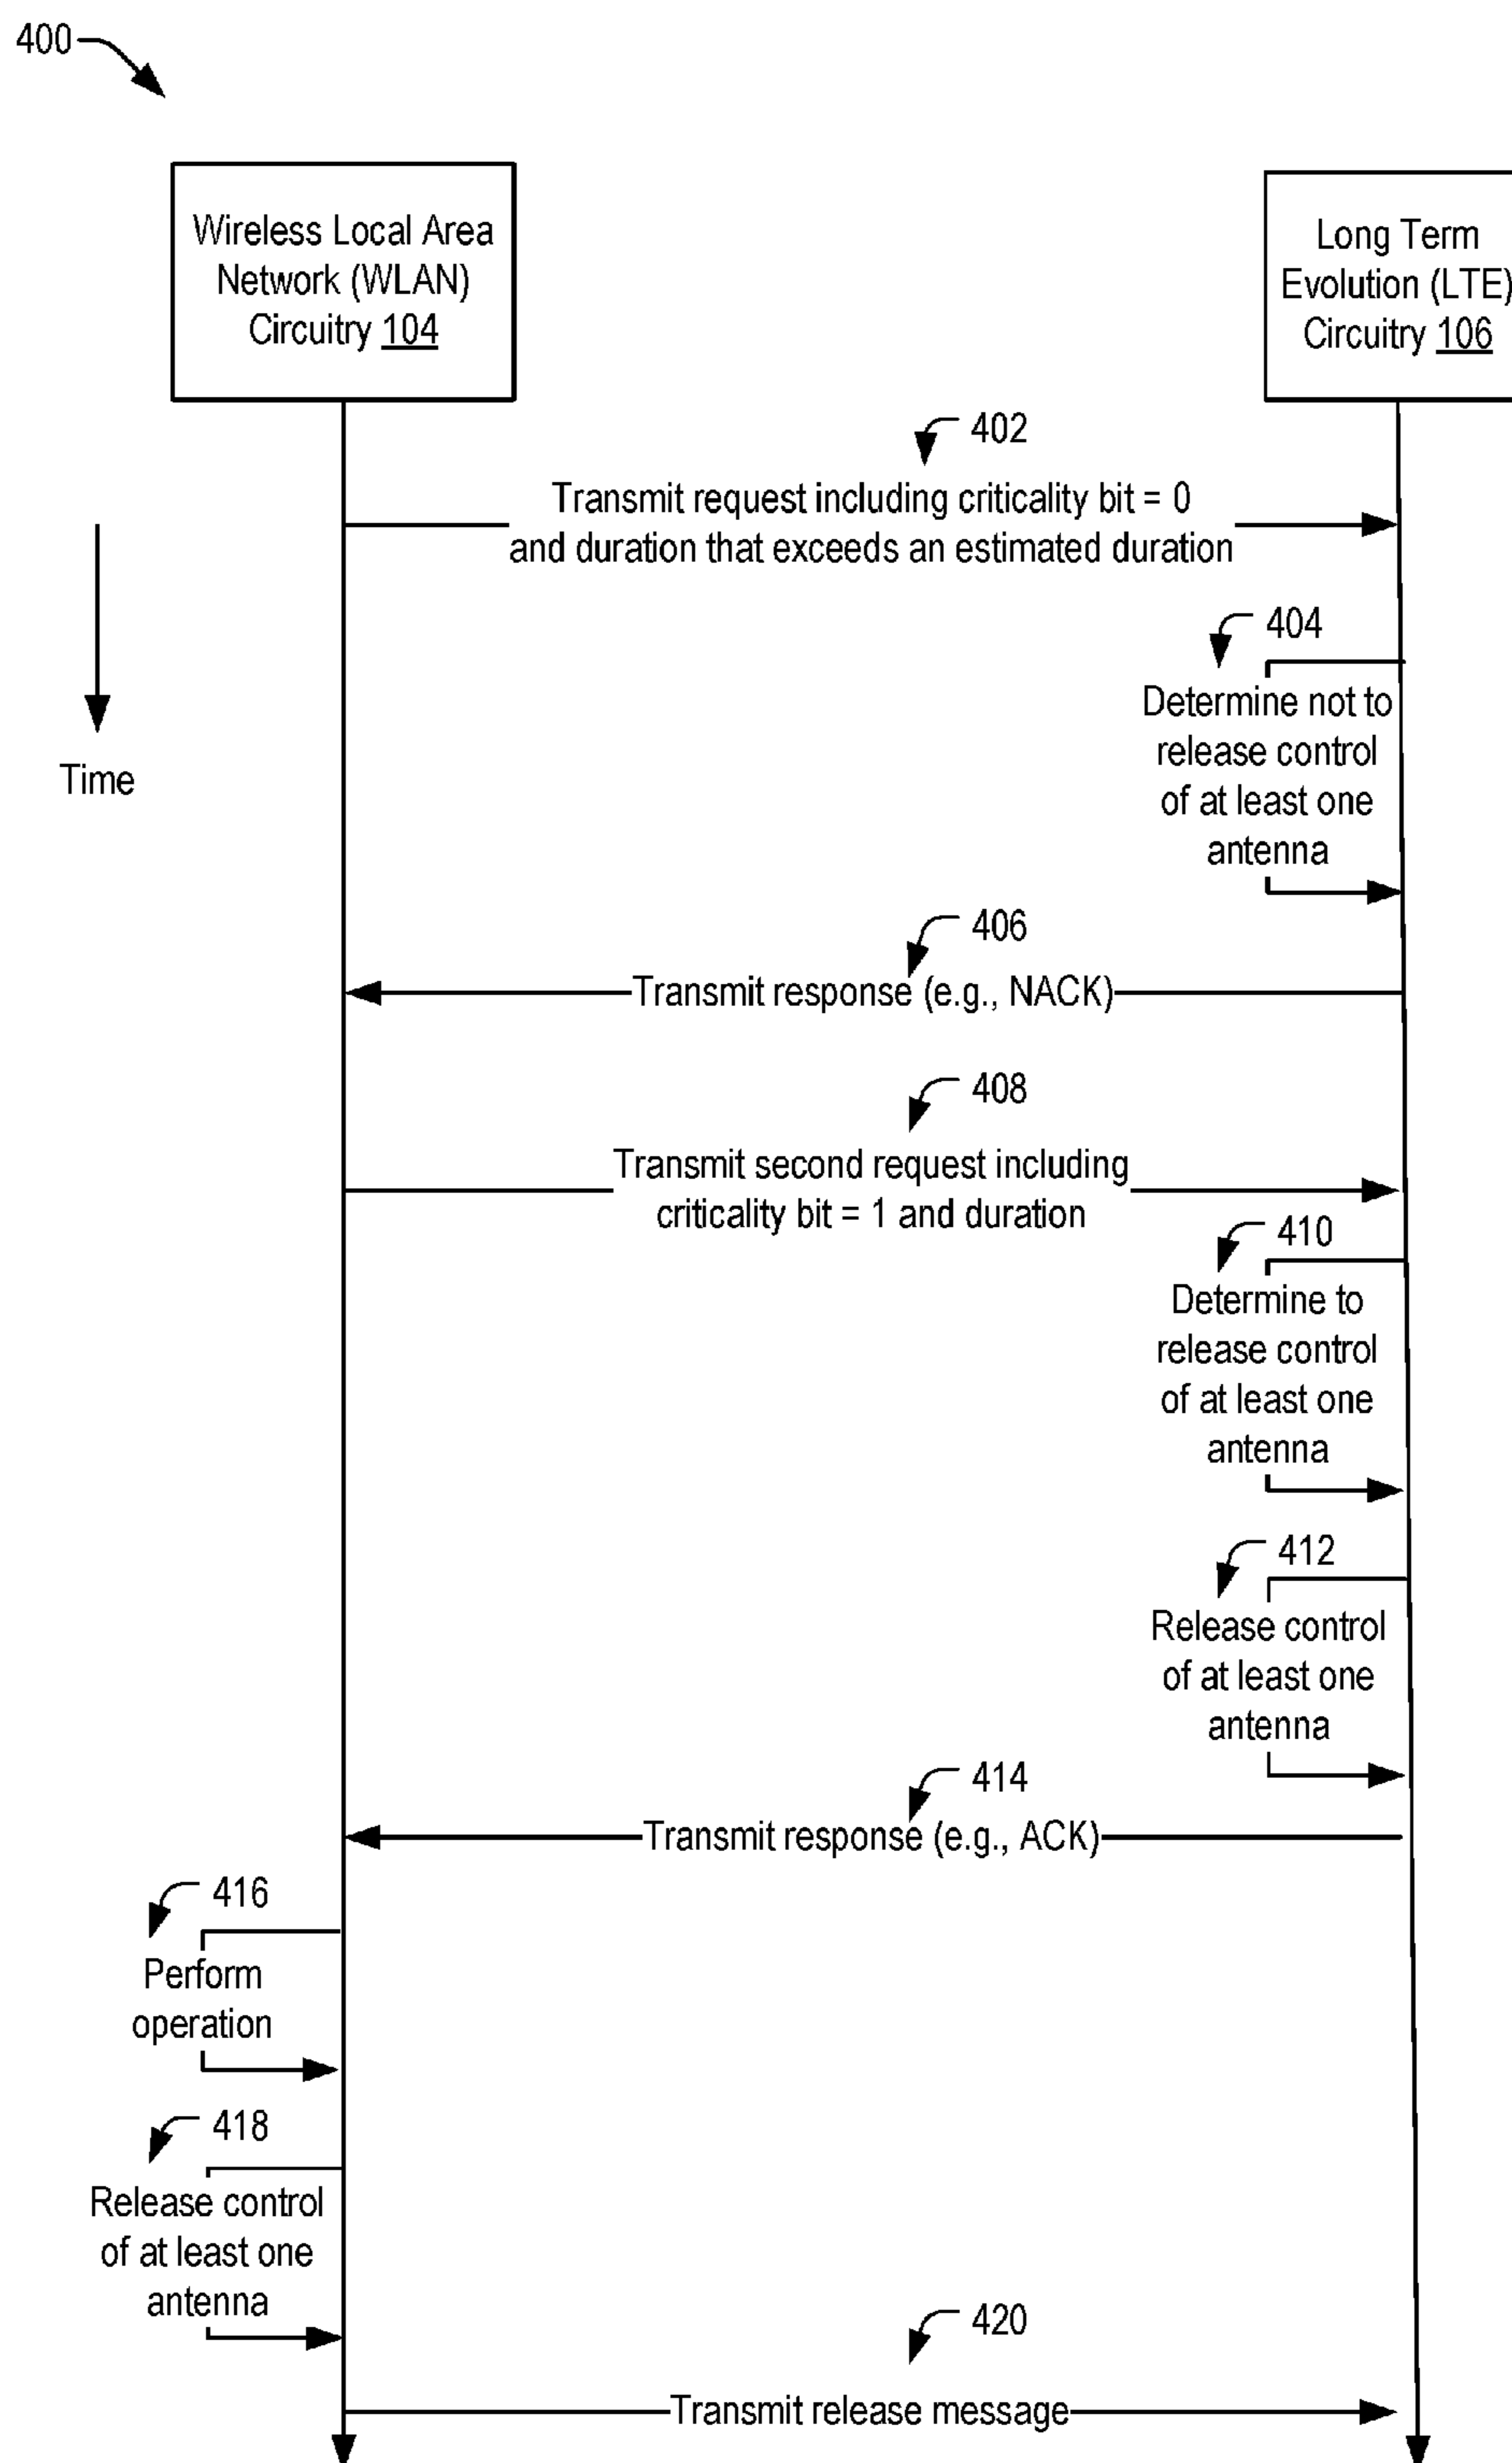 400
Wireless Local Area
Network (WLAN)
Circuitry 104
Long Term
Evolution (LTE)
Circuitry 106
402
Transmit request including criticality bit = 0
and duration that exceeds an estimated duration
Time
404
Determine not to
release control
of at least one
antenna
406
Transmit response (e.g., NACK)
408
Transmit second request including
criticality bit = 1 and duration
410
Determine to
release control
of at least one
antenna
412
Release control
of at least one
antenna
414
Transmit response (e.g., ACK)
416
Perform
operation
418
Release control
of at least one
antenna
420
Transmit release message